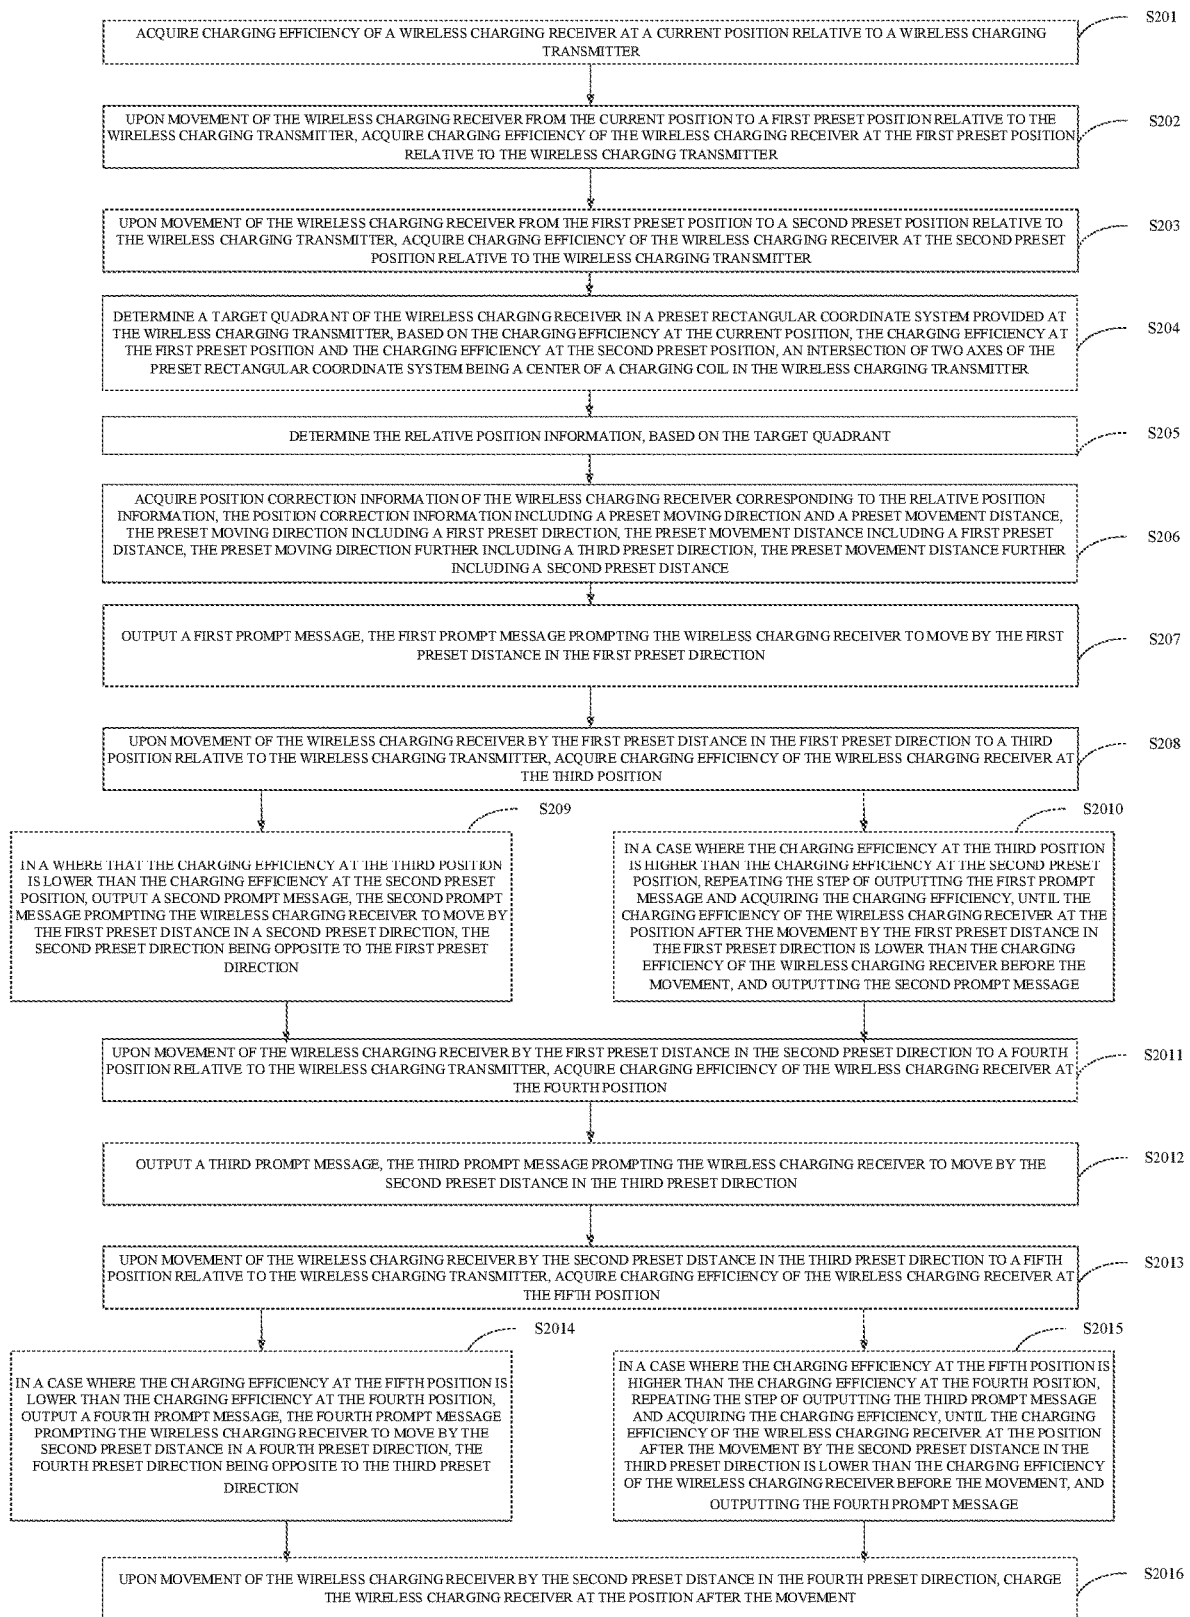 S201
ACQUIRE CHARGING EFFICIENCY OF A WIRELESS CHARGING RECEIVER AT A CURRENT POSITION RELATIVE TO A WIRELESS CHARGING
TRANSMITTER
S202
UPON MOVEMENT OF THE WIRELESS CHARGING RECEIVER FROM THE CURRENT POSITION TO A FIRST PRESET POSITION RELATIVE TO THE
WIRELESS CHARGING TRANSMITTER, ACQUIRE CHARGING EFFICIENCY OF THE WIRELESS CHARGING RECEIVER AT THE FIRST PRESET POSITION
RELATIVE TO THE WIRELESS CHARGING TRANSMITTER
S203
UPON MOVEMENT OF THE WIRELESS CHARGING RECEIVER FROM THE FIRST PRESET POSITION TO A SECOND PRESET POSITION RELATIVE TO
THE WIRELESS CHARGING TRANSMITTER, ACQUIRE CHARGING EFFICIENCY OF THE WIRELESS CHARGING RECEIVER AT THE SECOND PRESET
POSITION RELATIVE TO THE WIRELESS CHARGING TRANSMITTER
S204
DETERMINE A TARGET QUADRANT OF THE WIRELESS CHARGING RECEIVER IN A PRESET RECTANGULAR COORDINATE SYSTEM PROVIDED AT
THE WIRELESS CHARGING TRANSMITTER, BASED ON THE CHARGING EFFICIENCY AT THE CURRENT POSITION, THE CHARGING EFFICIENCY AT
THE FIRST PRESET POSITION AND THE CHARGING EFFICIENCY AT THE SECOND PRESET POSITION, AN INTERSECTION OF TWO AXES OF THE
PRESET RECTANGULAR COORDINATE SYSTEM BEING A CENTER OF A CHARGING COIL IN THE WIRELESS CHARGING TRANSMITTER
S205
DETERMINE THE RELATIVE POSITION INFORMATION, BASED ON THE TARGET QUADRANT
S206
ACQUIRE POSITION CORRECTION INFORMATION OF THE WIRELESS CHARGING RECEIVER CORRESPONDING TO THE RELATIVE POSITION
INFORMATION, THE POSITION CORRECTION INFORMATION INCLUDING A PRESET MOVING DIRECTION AND A PRESET MOVEMENT DISTANCE,
THE PRESET MOVING DIRECTION INCLUDING A FIRST PRESET DIRECTION, THE PRESET MOVEMENT DISTANCE INCLUDING A FIRST PRESET
DISTANCE, THE PRESET MOVING DIRECTION FURTHER INCLUDING A THIRD PRESET DIRECTION, THE PRESET MOVEMENT DISTANCE FURTHER
INCLUDING A SECOND PRESET DISTANCE
S207
OUTPUT A FIRST PROMPT MESSAGE, THE FIRST PROMPT MESSAGE PROMPTING THE WIRELESS CHARGING RECEIVER TO MOVE BY THE FIRST
PRESET DISTANCE IN THE FIRST PRESET DIRECTION
S208
UPON MOVEMENT OF THE WIRELESS CHARGING RECEIVER BY THE FIRST PRESET DISTANCE IN THE FIRST PRESET DIRECTION TO A THIRD
POSITION RELATIVE TO THE WIRELESS CHARGING TRANSMITTER, ACQUIRE CHARGING EFFICIENCY OF THE WIRELESS CHARGING RECEIVER AT
THE THIRD POSITION
S209
IN A WHERE THAT THE CHARGING EFFICIENCY AT THE THIRD POSITION
IS LOWER THAN THE CHARGING EFFICIENCY AT THE SECOND PRESET
POSITION, OUTPUT A SECOND PROMPT MESSAGE, THE SECOND PROMPT
MESSAGE PROMPTING THE WIRELESS CHARGING RECEIVER TO MOVE BY
THE FIRST PRESET DISTANCE IN A SECOND PRESET DIRECTION, THE
SECOND PRESET DIRECTION BEING OPPOSITE TO THE FIRST PRESET
DIRECTION
S2010
IN A CASE WHERE THE CHARGING EFFICIENCY AT THE THIRD POSITION
IS HIGHER THAN THE CHARGING EFFICIENCY AT THE SECOND PRESET
POSITION, REPEATING THE STEP OF OUTPUTTING THE FIRST PROMPT
MESSAGE AND ACQUIRING THE CHARGING EFFICIENCY, UNTIL THE
CHARGING EFFICIENCY OF THE WIRELESS CHARGING RECEIVER AT THE
POSITION AFTER THE MOVEMENT BY THE FIRST PRESET DISTANCE IN
THE FIRST PRESET DIRECTION IS LOWER THAN THE CHARGING
EFFICIENCY OF THE WIRELESS CHARGING RECEIVER BEFORE THE
MOVEMENT, AND OUTPUTTING THE SECOND PROMPT MESSAGE
S2011
UPON MOVEMENT OF THE WIRELESS CHARGING RECEIVER BY THE FIRST PRESET DISTANCE IN THE SECOND PRESET DIRECTION TO A FOURTH
POSITION RELATIVE TO THE WIRELESS CHARGING TRANSMITTER, ACQUIRE CHARGING EFFICIENCY OF THE WIRELESS CHARGING RECEIVER AT
THE FOURTH POSITION
S2012
OUTPUT A THIRD PROMPT MESSAGE, THE THIRD PROMPT MESSAGE PROMPTING THE WIRELESS CHARGING RECEIVER TO MOVE BY THE
SECOND PRESET DISTANCE IN THE THIRD PRESET DIRECTION
S2013
UPON MOVEMENT OF THE WIRELESS CHARGING RECEIVER BY THE SECOND PRESET DISTANCE IN THE THIRD PRESET DIRECTION TO A FIFTH
POSITION RELATIVE TO THE WIRELESS CHARGING TRANSMITTER, ACQUIRE CHARGING EFFICIENCY OF THE WIRELESS CHARGING RECEIVER AT
THE FIFTH POSITION
S2014
IN A CASE WHERE THE CHARGING EFFICIENCY AT THE FIFTH POSITION IS
LOWER THAN THE CHARGING EFFICIENCY AT THE FOURTH POSITION,
OUTPUT A FOURTH PROMPT MESSAGE, THE FOURTH PROMPT MESSAGE
PROMPTING THE WIRELESS CHARGING RECEIVER TO MOVE BY THE
SECOND PRESET DISTANCE IN A FOURTH PRESET DIRECTION, THE
FOURTH PRESET DIRECTION BEING OPPOSITE TO THE THIRD PRESET
DIRECTION
S2015
IN A CASE WHERE THE CHARGING EFFICIENCY AT THE FIFTH POSITION IS
HIGHER THAN THE CHARGING EFFICIENCY AT THE FOURTH POSITION,
REPEATING THE STEP OF OUTPUTTING THE THIRD PROMPT MESSAGE
AND ACQUIRING THE CHARGING EFFICIENCY, UNTIL THE CHARGING
EFFICIENCY OF THE WIRELESS CHARGING RECEIVER AT THE POSITION
AFTER THE MOVEMENT BY THE SECOND PRESET DISTANCE IN THE
THIRD PRESET DIRECTION IS LOWER THAN THE CHARGING EFFICIENCY
OF THE WIRELESS CHARGING RECEIVER BEFORE THE MOVEMENT, AND
OUTPUTTING THE FOURTH PROMPT MESSAGE
S2016
UPON MOVEMENT OF THE WIRELESS CHARGING RECEIVER BY THE SECOND PRESET DISTANCE IN THE FOURTH PRESET DIRECTION, CHARGE
THE WIRELESS CHARGING RECEIVER AT THE POSITION AFTER THE MOVEMENT